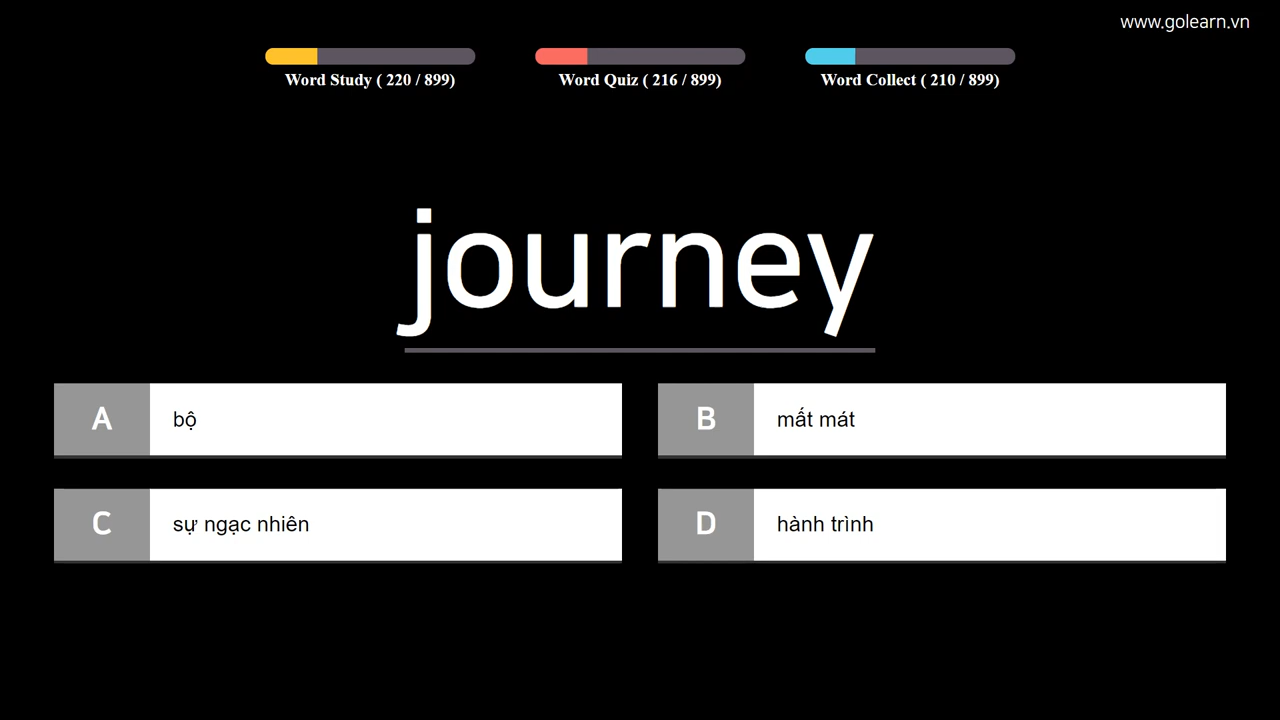 www.golearn.vn
Word Study ( 220 / 899)
Word Quiz ( 216 / 899)
Word Collect ( 210 / 899)
journey
A bộ
B mất mát
C sự ngạc nhiên
D hành trình